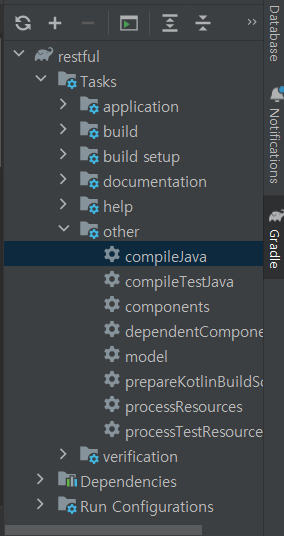 restful
Tasks
application
build
build setup
documentation
help
other
compileJava
compileTestJava
components
dependentCompone
model
prepareKotlinBuildSc
processResources
processTestResource
verification
Dependencies
Run Configurations
Database
Notifications
Gradle